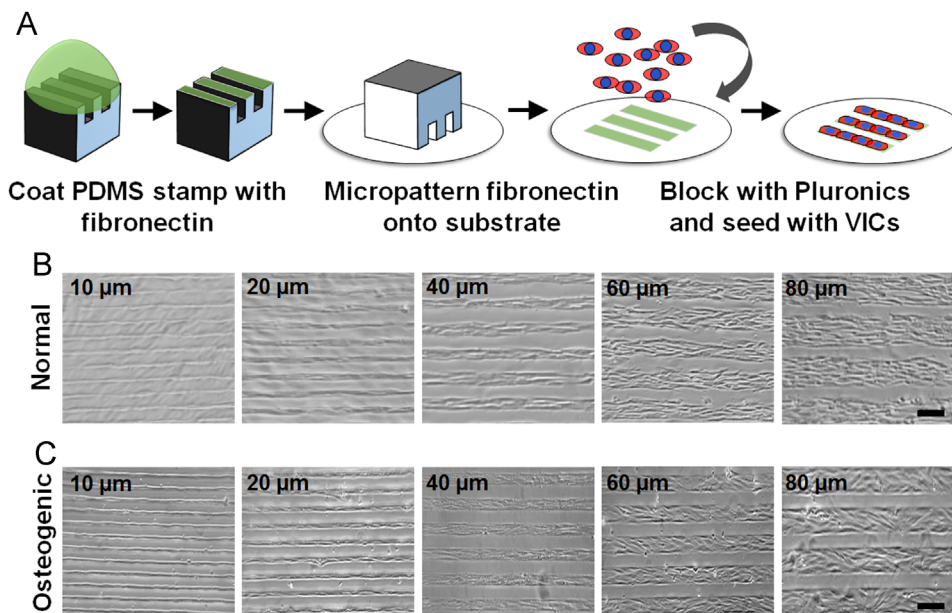 A
Coat PDMS stamp with
fibronectin
Micropattern fibronectin
onto substrate
Block with Pluronics
and seed with VICs
B
Normal
10 µm
20 µm
40 µm
60 µm
80 µm
C
Osteogenic
10 µm
20 µm
40 µm
60 µm
80 µm